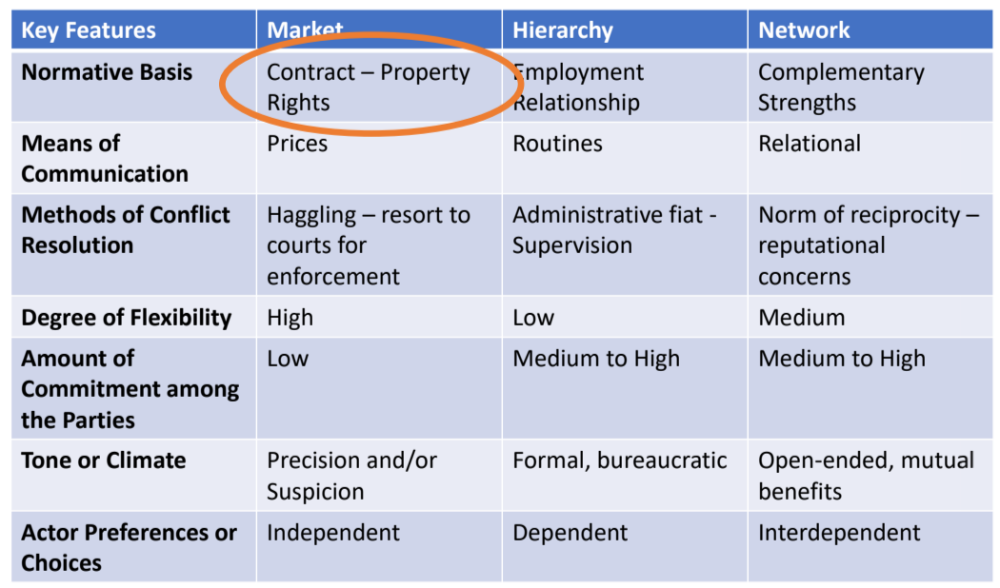 Key Features Market Hierarchy Network
Normative Basis Contract – Property Rights Employment Relationship Complementary Strengths
Means of Communication Prices Routines Relational
Methods of Conflict Resolution Haggling – resort to courts for enforcement Administrative fiat - Supervision Norm of reciprocity – reputational concerns
Degree of Flexibility High Low Medium
Amount of Commitment among the Parties Low Medium to High Medium to High
Tone or Climate Precision and/or Suspicion Formal, bureaucratic Open-ended, mutual benefits
Actor Preferences or Choices Independent Dependent Interdependent